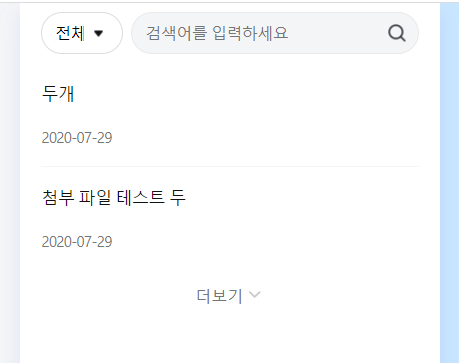 전체 검색어를 입력하세요
두개
2020-07-29
첨부 파일 테스트 두
2020-07-29
더보기